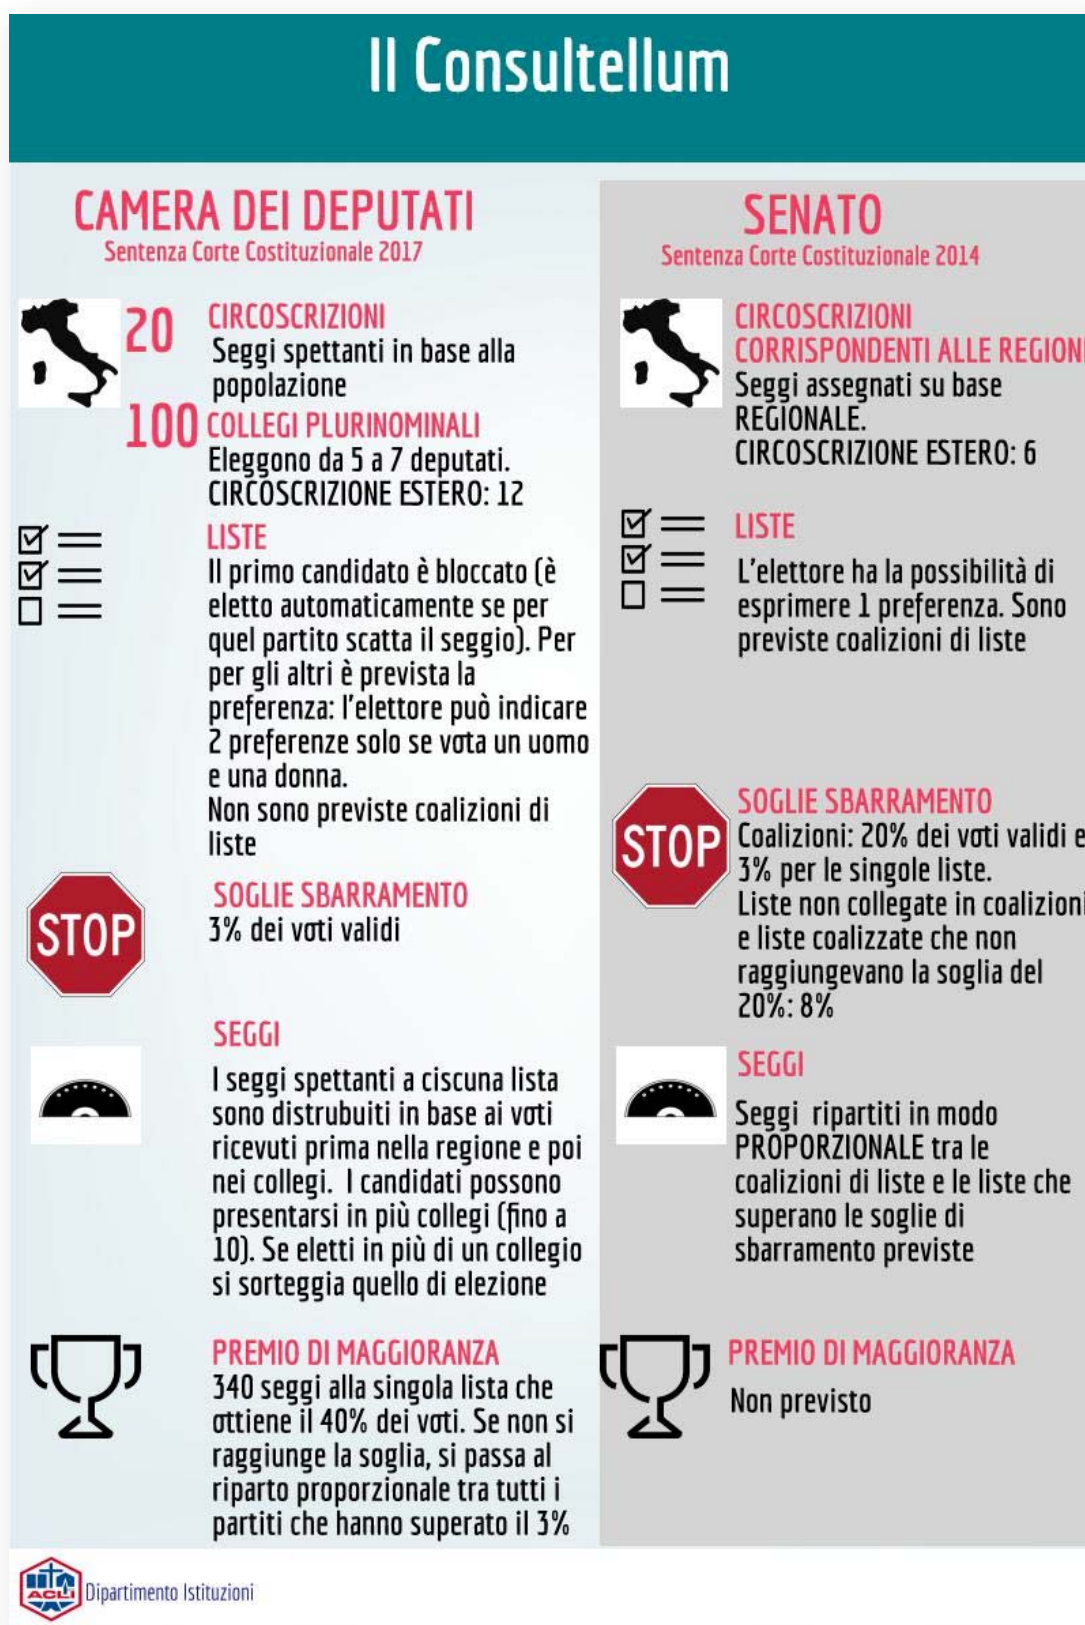 Il Consultellum
CAMERA DEI DEPUTATI
Sentenza Corte Costituzionale 2017
20
CIRCOSCRIZIONI
Seggi spettanti in base alla
popolazione
100
COLLEGI PLURINOMINALI
Eleggono da 5 a 7 deputati.
CIRCOSCRIZIONE ESTERO: 12
LISTE
Il primo candidato è bloccato (è
eletto automaticamente se per
quel partito scatta il seggio). Per
per gli altri è prevista la
preferenza: l'elettore può indicare
2 preferenze solo se vota un uomo
e una donna.
Non sono previste coalizioni di
liste
STOP
SOGLIE SBARRAMENTO
3% dei voti validi
SEGGI
I seggi spettanti a ciscuna lista
sono distrubuiti in base ai voti
ricevuti prima nella regione e poi
nei collegi. I candidati possono
presentarsi in più collegi (fino a
10). Se eletti in più di un collegio
si sorteggia quello di elezione
PREMIO DI MAGGIORANZA
340 seggi alla singola lista che
ottiene il 40% dei voti. Se non si
raggiunge la soglia, si passa al
riparto proporzionale tra tutti i
partiti che hanno superato il 3%
SENATO
Sentenza Corte Costituzionale 2014
CIRCOSCRIZIONI
CORRISPONDENTI ALLE REGIONI
Seggi assegnati su base
REGIONALE.
CIRCOSCRIZIONE ESTERO: 6
LISTE
L'elettore ha la possibilità di
esprimere 1 preferenza. Sono
previste coalizioni di liste
STOP
SOGLIE SBARRAMENTO
Coalizioni: 20% dei voti validi e
3% per le singole liste.
Liste non collegate in coalizioni
e liste coalizzate che non
raggiungevano la soglia del
20%: 8%
SEGGI
Seggi ripartiti in modo
PROPORZIONALE tra le
coalizioni di liste e le liste che
superano le soglie di
sbarramento previste
PREMIO DI MAGGIORANZA
Non previsto
ACLI
Dipartimento Istituzioni